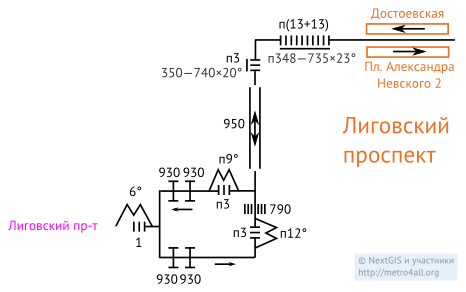 Достоевская
п(13+13)
п348—735×23°
Пл. Александра
Невского 2
п3
350—740×20°
950
Лиговский
проспект
930 930
п9°
6°
п3
790
Лиговский пр-т
1
п3
п12°
930 930
© NextGIS и участники
http://metro4all.org